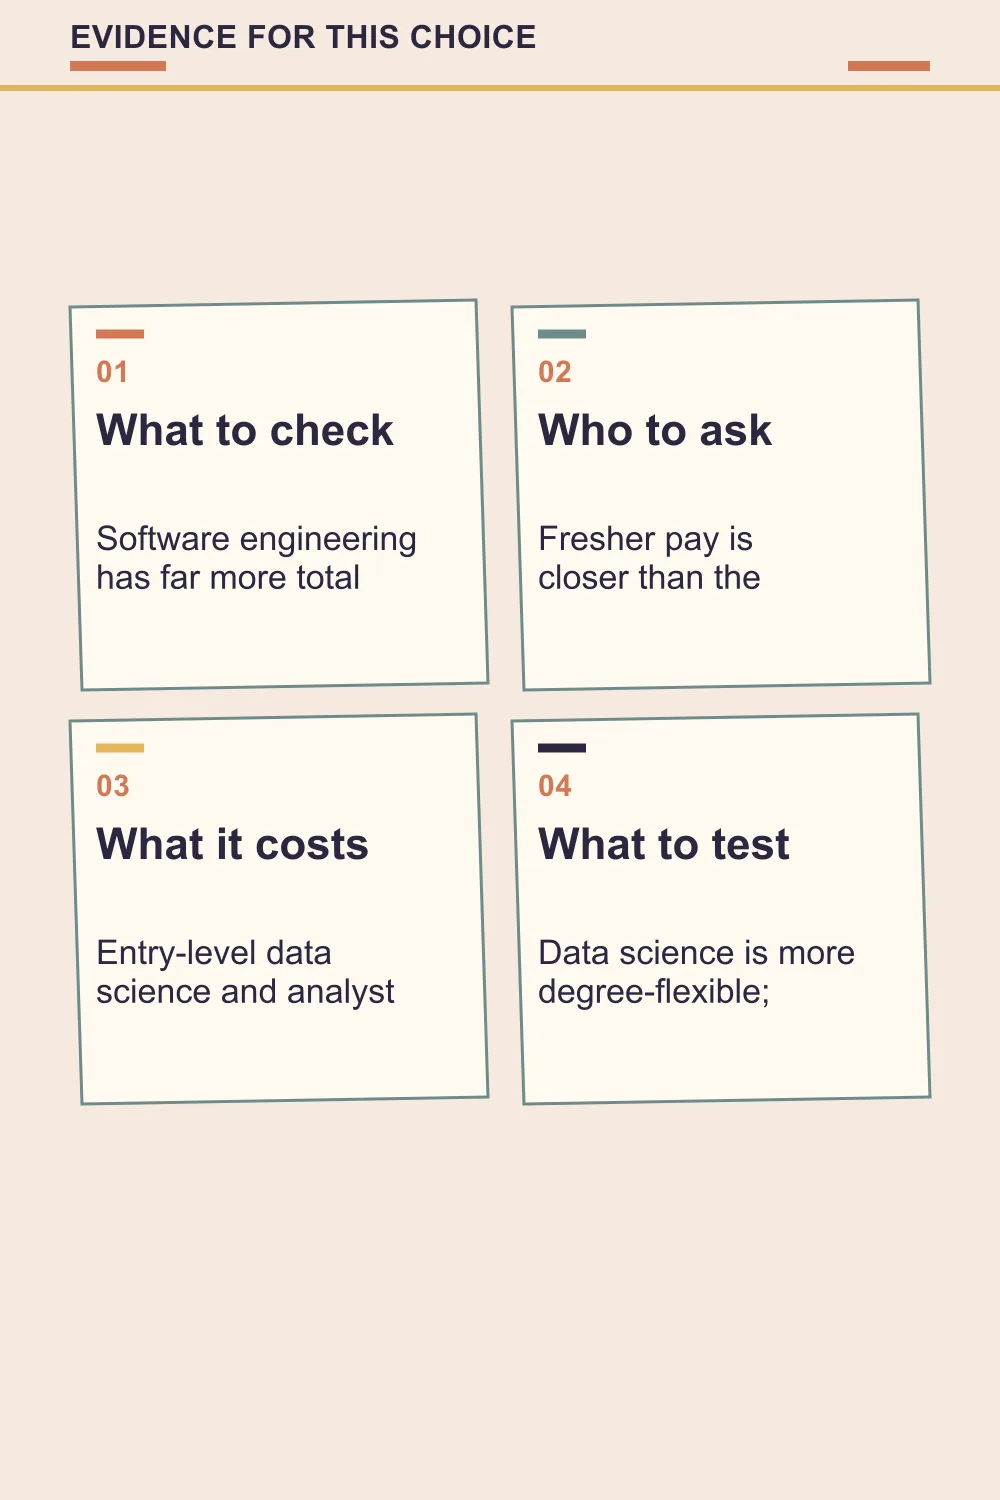 EVIDENCE FOR THIS CHOICE
01
What to check
Software engineering
has far more total
02
Who to ask
Fresher pay is
closer than the
03
What it costs
Entry-level data
science and analyst
04
What to test
Data science is more
degree-flexible;